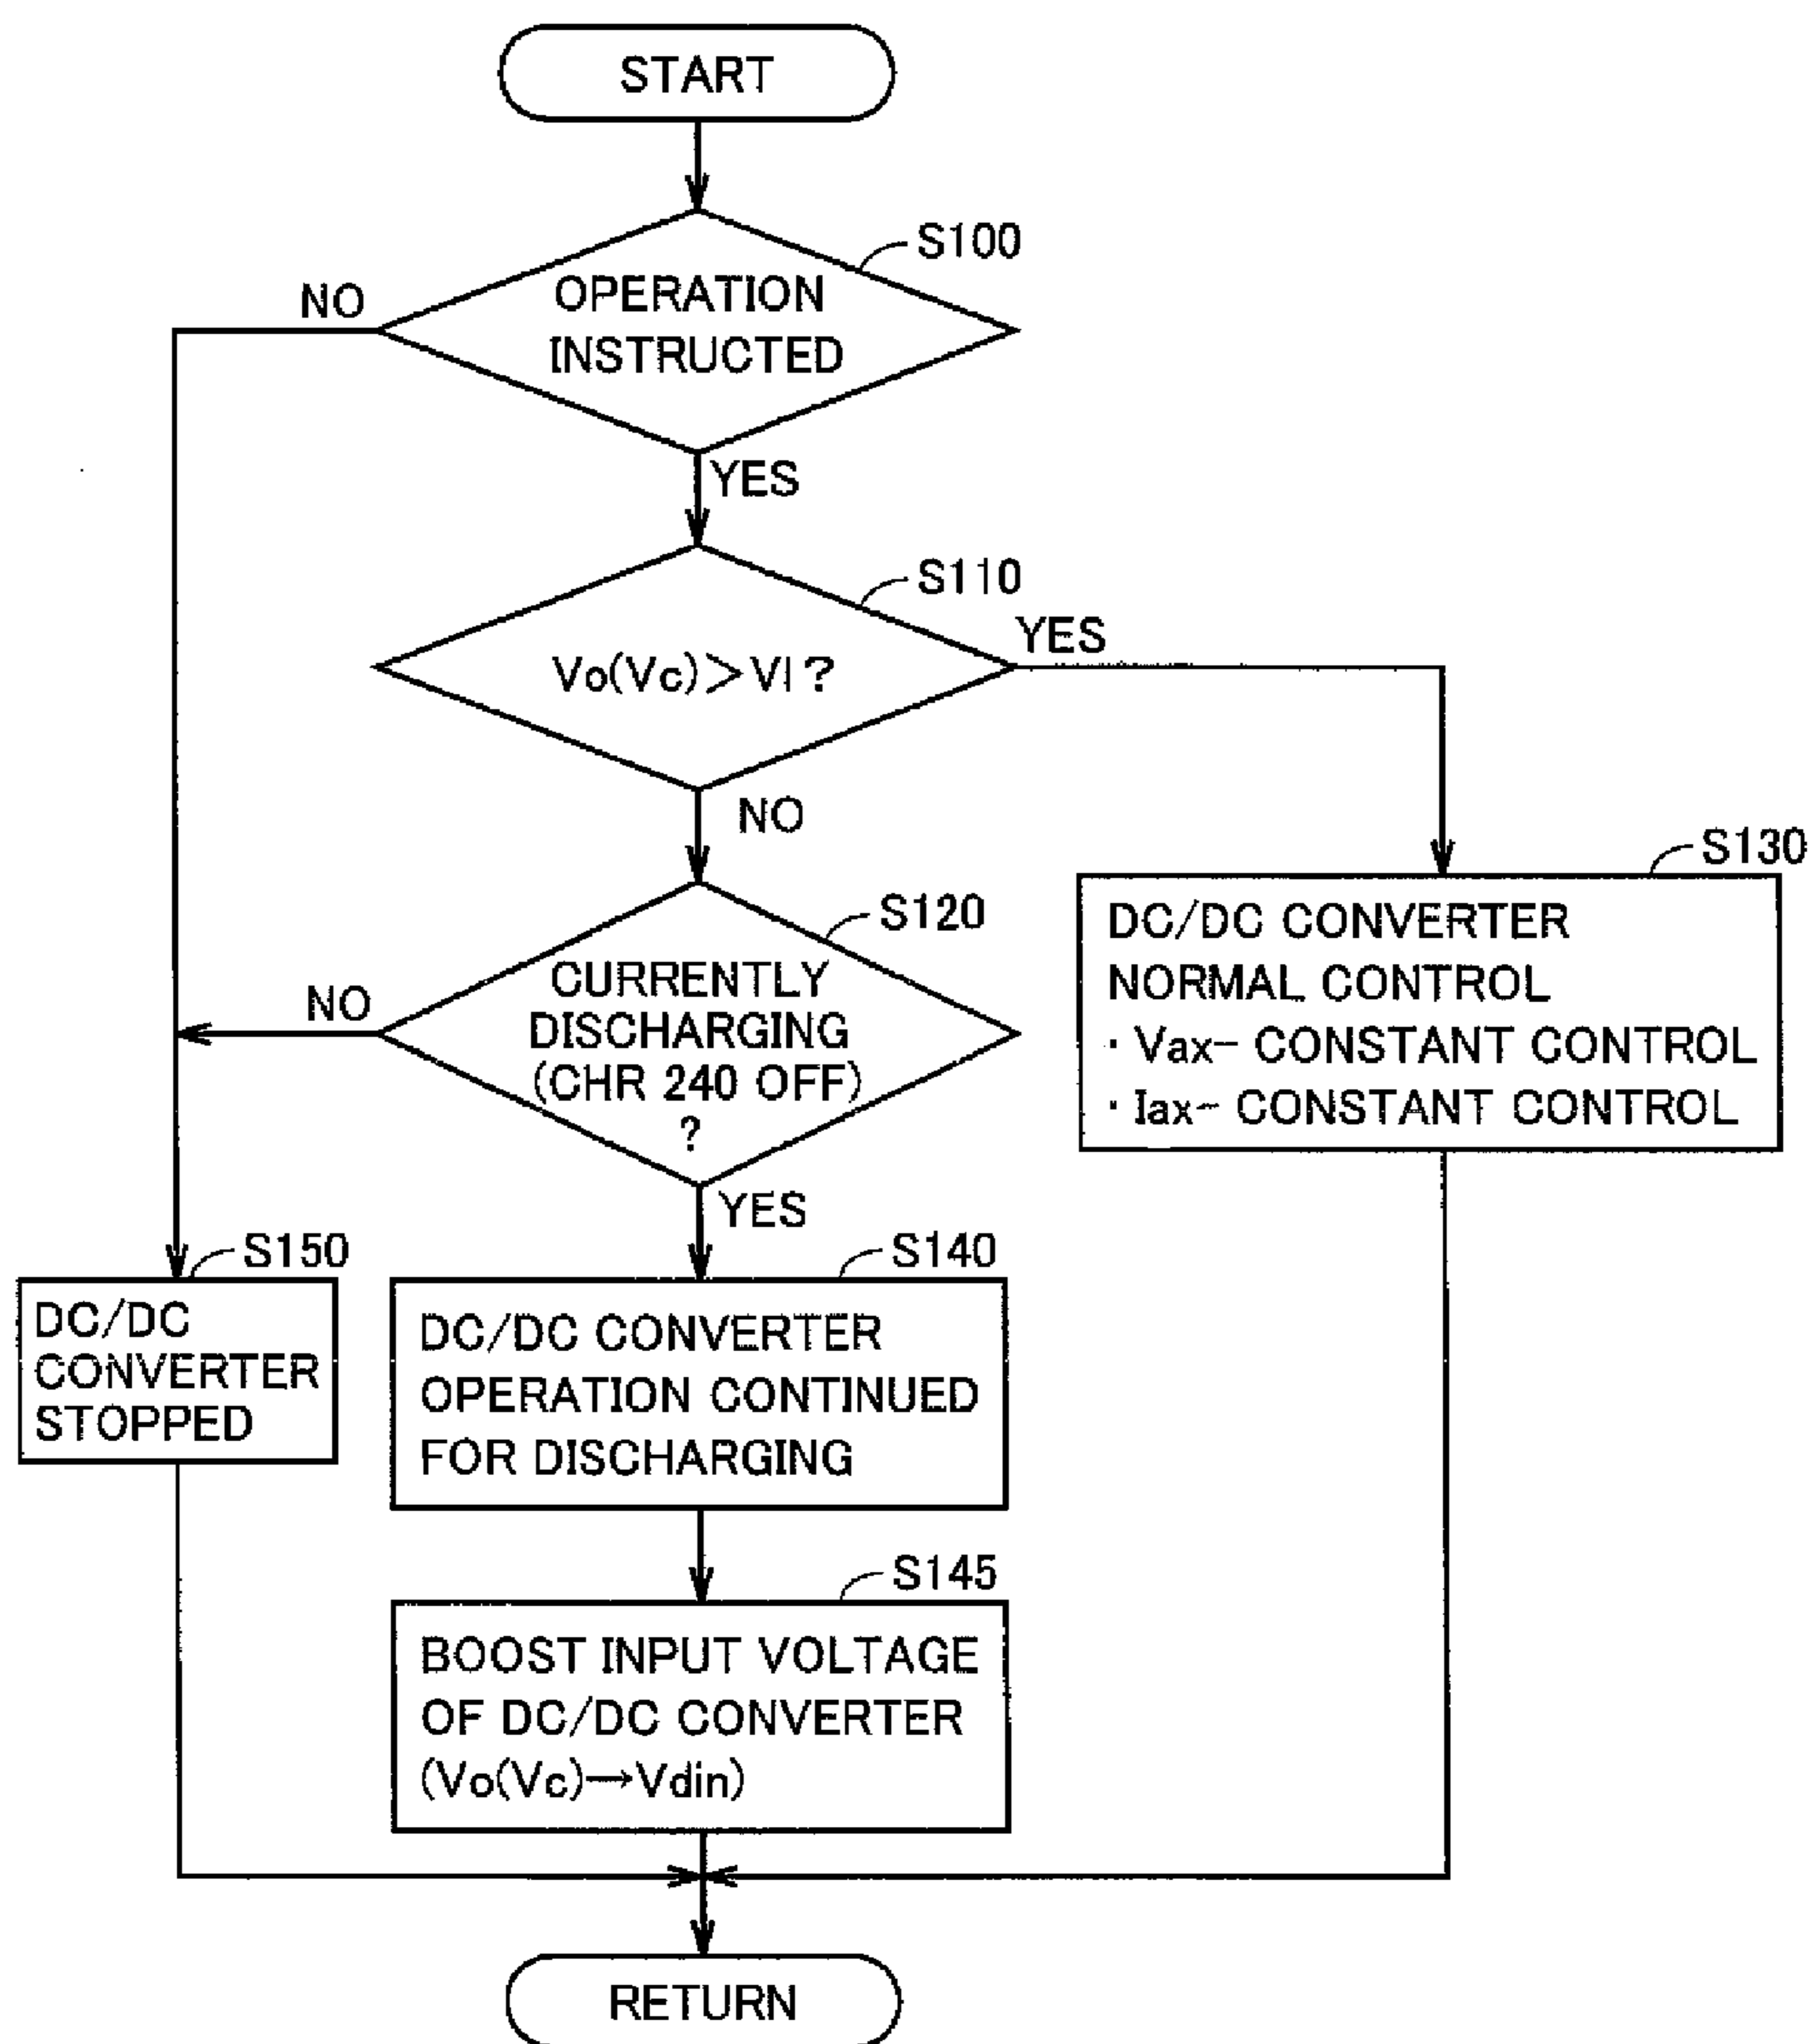 START
S100
OPERATION
INSTRUCTED
NO
YES
S110
Vo(Vc)>Vl?
YES
NO
S120
CURRENTLY
DISCHARGING
(CHR 240 OFF)
?
NO
YES
S130
DC/DC CONVERTER
NORMAL CONTROL
· Vax- CONSTANT CONTROL
· Iax- CONSTANT CONTROL
S150
DC/DC
CONVERTER
STOPPED
S140
DC/DC CONVERTER
OPERATION CONTINUED
FOR DISCHARGING
S145
BOOST INPUT VOLTAGE
OF DC/DC CONVERTER
(Vo(Vc)→Vdin)
RETURN